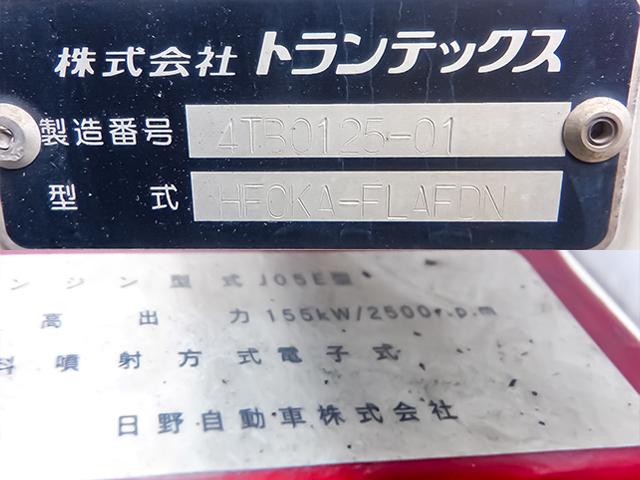 株式会社 トランテックス
製造番号 4TB0125-01
型 式 HFCKA-FLAFDN
ンジン型式 J05E型
高出力 155kW/2500r.p.m
料噴射方式 電子式
日野自動車株式会社